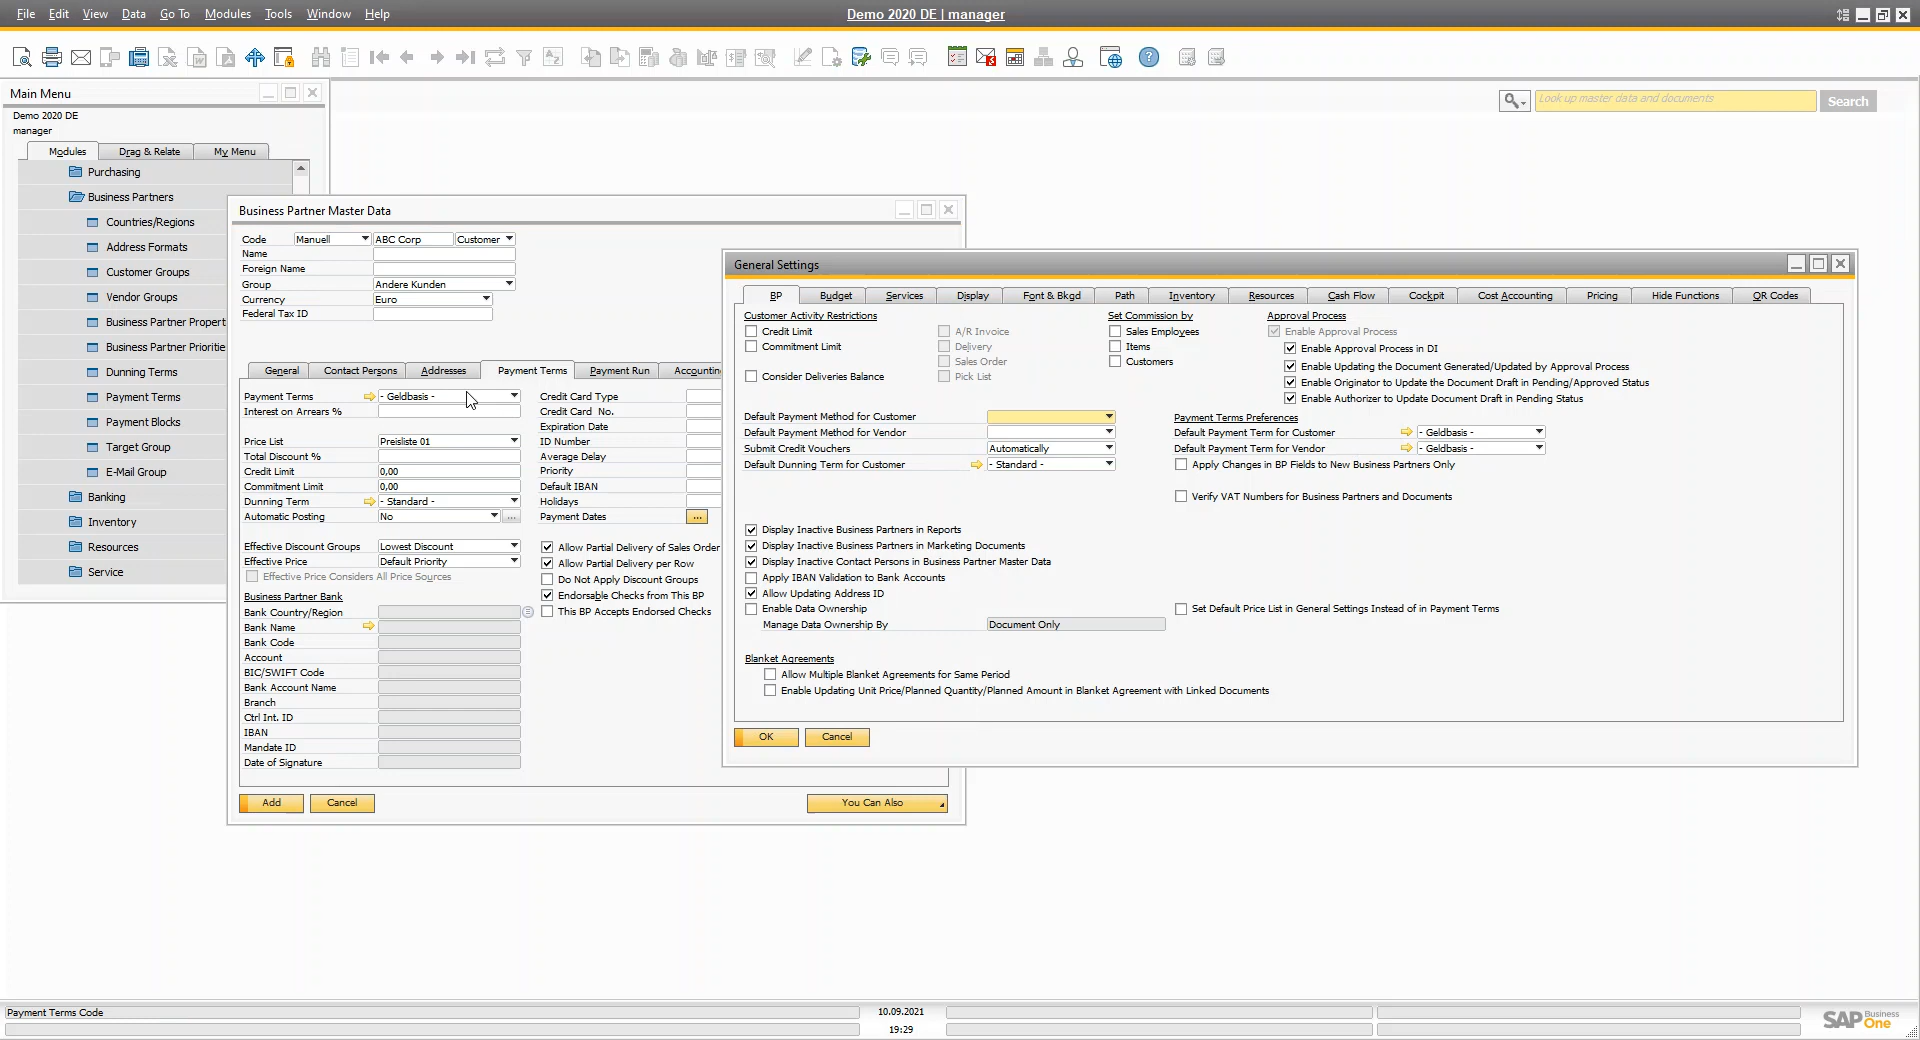 File Edit View Data Go To Modules Tools Window Help
Demo 2020 DE | manager
Main Menu
Look up master data and documents
Search
Demo 2020 DE
manager
Modules Drag & Relate My Menu
Purchasing
Business Partners
Countries/Regions
Address Formats
Customer Groups
Vendor Groups
Business Partner Propert
Business Partner Prioritie
Dunning Terms
Payment Terms
Payment Blocks
Target Group
E-Mail Group
Banking
Inventory
Resources
Service
Business Partner Master Data
Code Manuell ABC Corp Customer
Name
Foreign Name
Group Andere Kunden
Currency Euro
Federal Tax ID
General Contact Persons Addresses Payment Terms Payment Run Accounting
Payment Terms - Geldbasis -
Interest on Arrears %
Price List Preisliste 01
Total Discount %
Credit Limit 0,00
Commitment Limit 0,00
Dunning Term - Standard -
Automatic Posting No ...
Effective Discount Groups Lowest Discount
Effective Price Default Priority
Effective Price Considers All Price Sources
Business Partner Bank
Bank Country/Region
Bank Name
Bank Code
Account
BIC/SWIFT Code
Bank Account Name
Branch
Ctrl Int. ID
IBAN
Mandate ID
Date of Signature
Credit Card Type
Credit Card No.
Expiration Date
ID Number
Average Delay
Priority
Default IBAN
Holidays
Payment Dates ...
Allow Partial Delivery of Sales Order
Allow Partial Delivery per Row
Do Not Apply Discount Groups
Endorsable Checks from This BP
This BP Accepts Endorsed Checks
Add Cancel You Can Also
General Settings
BP Budget Services Display Font & Bkgd Path Inventory Resources Cash Flow Cockpit Cost Accounting Pricing Hide Functions QR Codes
Customer Activity Restrictions
Credit Limit
Commitment Limit
Consider Deliveries Balance
A/R Invoice
Delivery
Sales Order
Pick List
Set Commission by
Sales Employees
Items
Customers
Approval Process
Enable Approval Process
Enable Approval Process in DI
Enable Updating the Document Generated/Updated by Approval Process
Enable Originator to Update the Document Draft in Pending/Approved Status
Enable Authorizer to Update Document Draft in Pending Status
Default Payment Method for Customer
Default Payment Method for Vendor
Submit Credit Vouchers Automatically
Default Dunning Term for Customer - Standard -
Payment Terms Preferences
Default Payment Term for Customer - Geldbasis -
Default Payment Term for Vendor - Geldbasis -
Apply Changes in BP Fields to New Business Partners Only
Verify VAT Numbers for Business Partners and Documents
Display Inactive Business Partners in Reports
Display Inactive Business Partners in Marketing Documents
Display Inactive Contact Persons in Business Partner Master Data
Apply IBAN Validation to Bank Accounts
Allow Updating Address ID
Enable Data Ownership
Manage Data Ownership By Document Only
Set Default Price List in General Settings Instead of in Payment Terms
Blanket Agreements
Allow Multiple Blanket Agreements for Same Period
Enable Updating Unit Price/Planned Quantity/Planned Amount in Blanket Agreement with Linked Documents
OK Cancel
Payment Terms Code
10.09.2021
19:29
SAP Business One